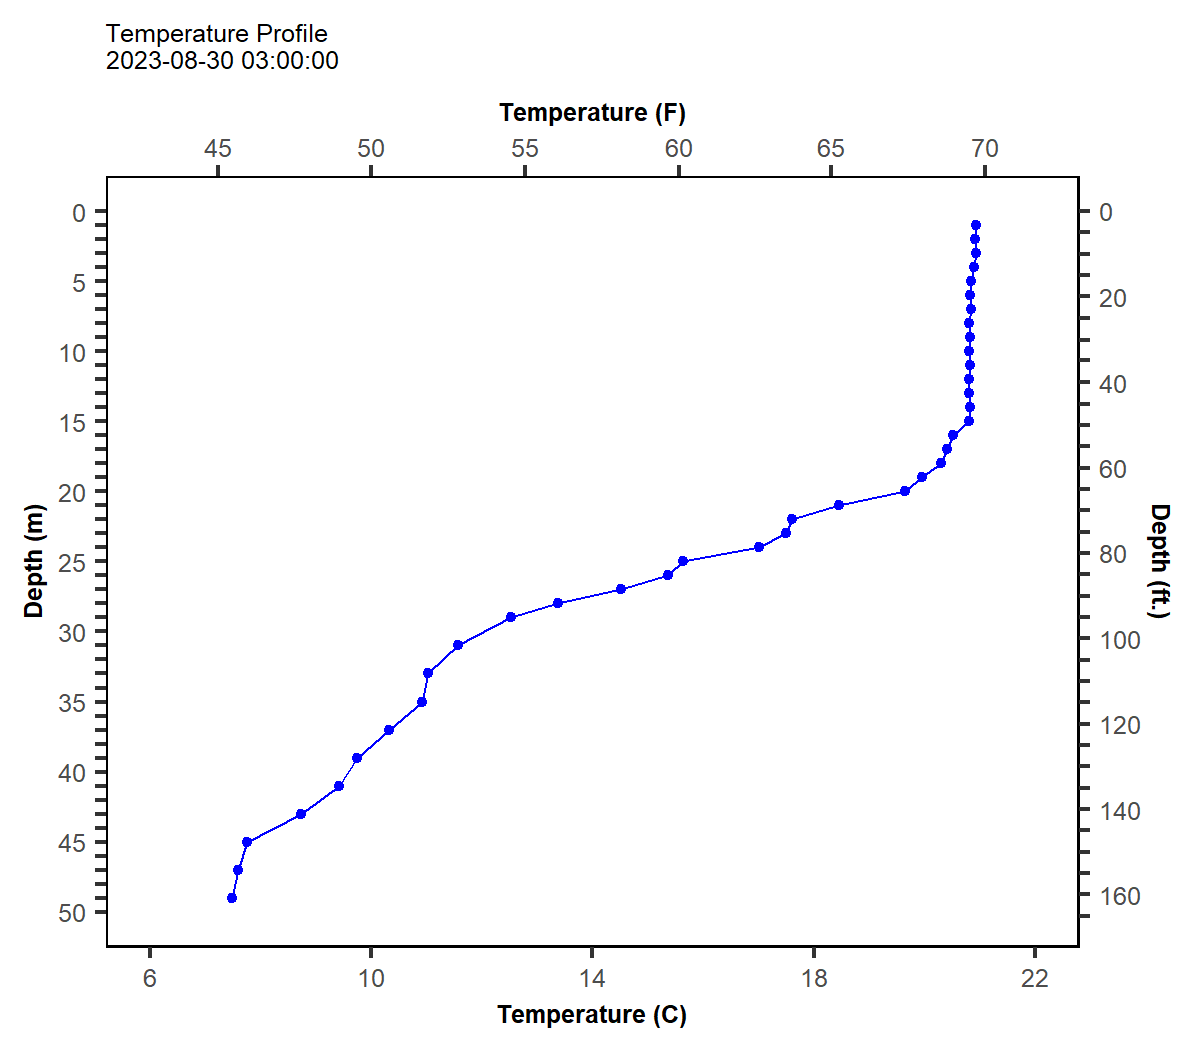 Temperature Profile
2023-08-30 03:00:00
Temperature (F)
45 50 55 60 65 70
0 5 10 15 20 25 30 35 40 45 50
Depth (m)
0 20 40 60 80 100 120 140 160
Depth (ft.)
6 10 14 18 22
Temperature (C)